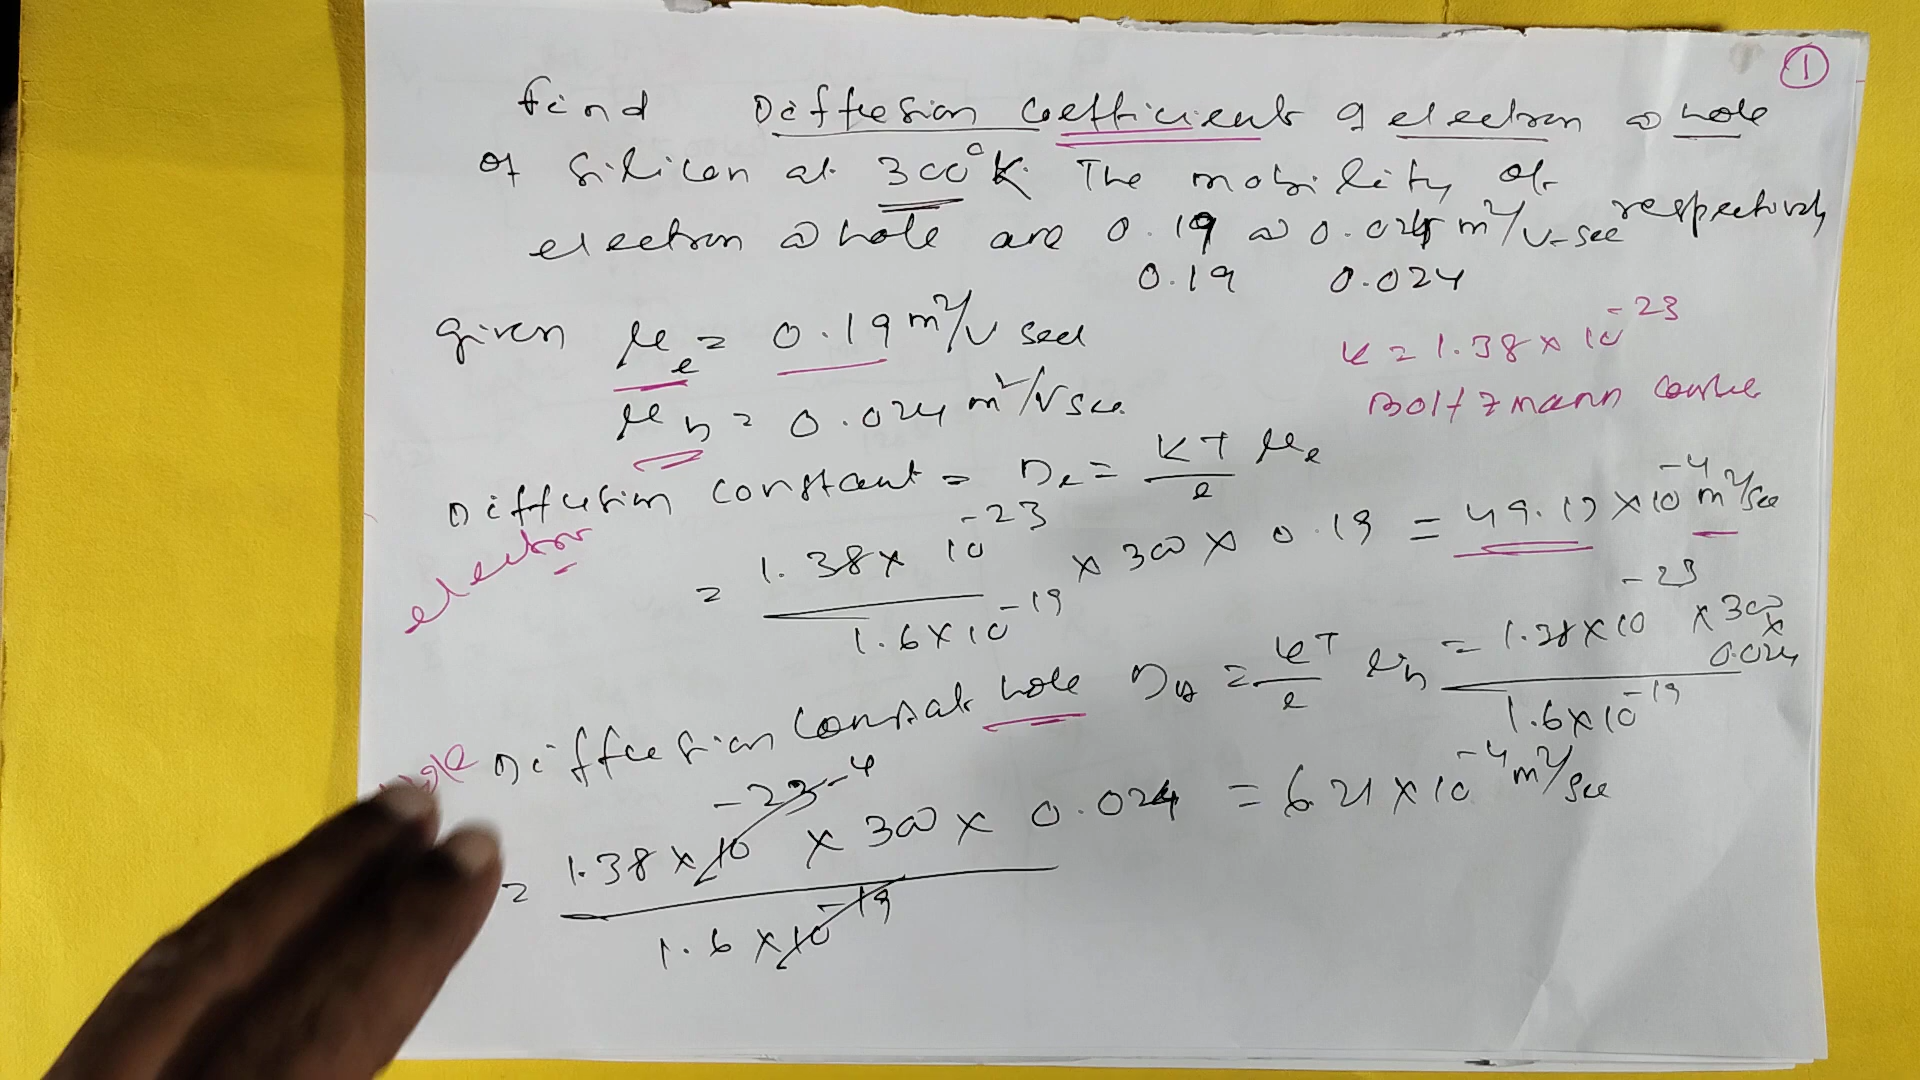 ①
Find Diffusion Coefficient of electron & hole
of Silicon at 300°K. The mobility of
electron & hole are 0.19 & 0.024 m²/v-sec respectively
0.19 0.024
given μe = 0.19 m²/v sec
μh = 0.024 m²/v sec
K = 1.38 × 10⁻²³
Boltzmann
Diffusion constant = De = KT/e μe
electron
= 1.38 × 10⁻²³ / 1.6 × 10⁻¹⁹ × 300 × 0.19 = 49.17 × 10⁻⁴ m²/sec
hole Diffusion Constant hole DH = KT/e μh = 1.38 × 10⁻²³ × 300 × 0.024 / 1.6 × 10⁻¹⁹
= 1.38 × 10⁻²³ ⁻⁴ × 300 × 0.024 / 1.6 × 10⁻¹⁹ = 6.21 × 10⁻⁴ m²/sec